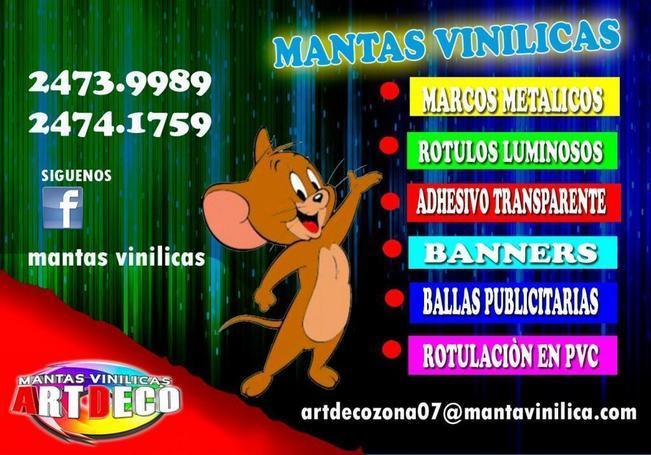 MANTAS VINILICAS
2473.9989
2474.1759
SIGUENOS
f
mantas vinilicas
MARCOS METALICOS
ROTULOS LUMINOSOS
ADHESIVO TRANSPARENTE
BANNERS
BALLAS PUBLICITARIAS
ROTULACIÒN EN PVC
MANTAS VINILICAS
ARTDECO
artdecozona07@mantavinilica.com